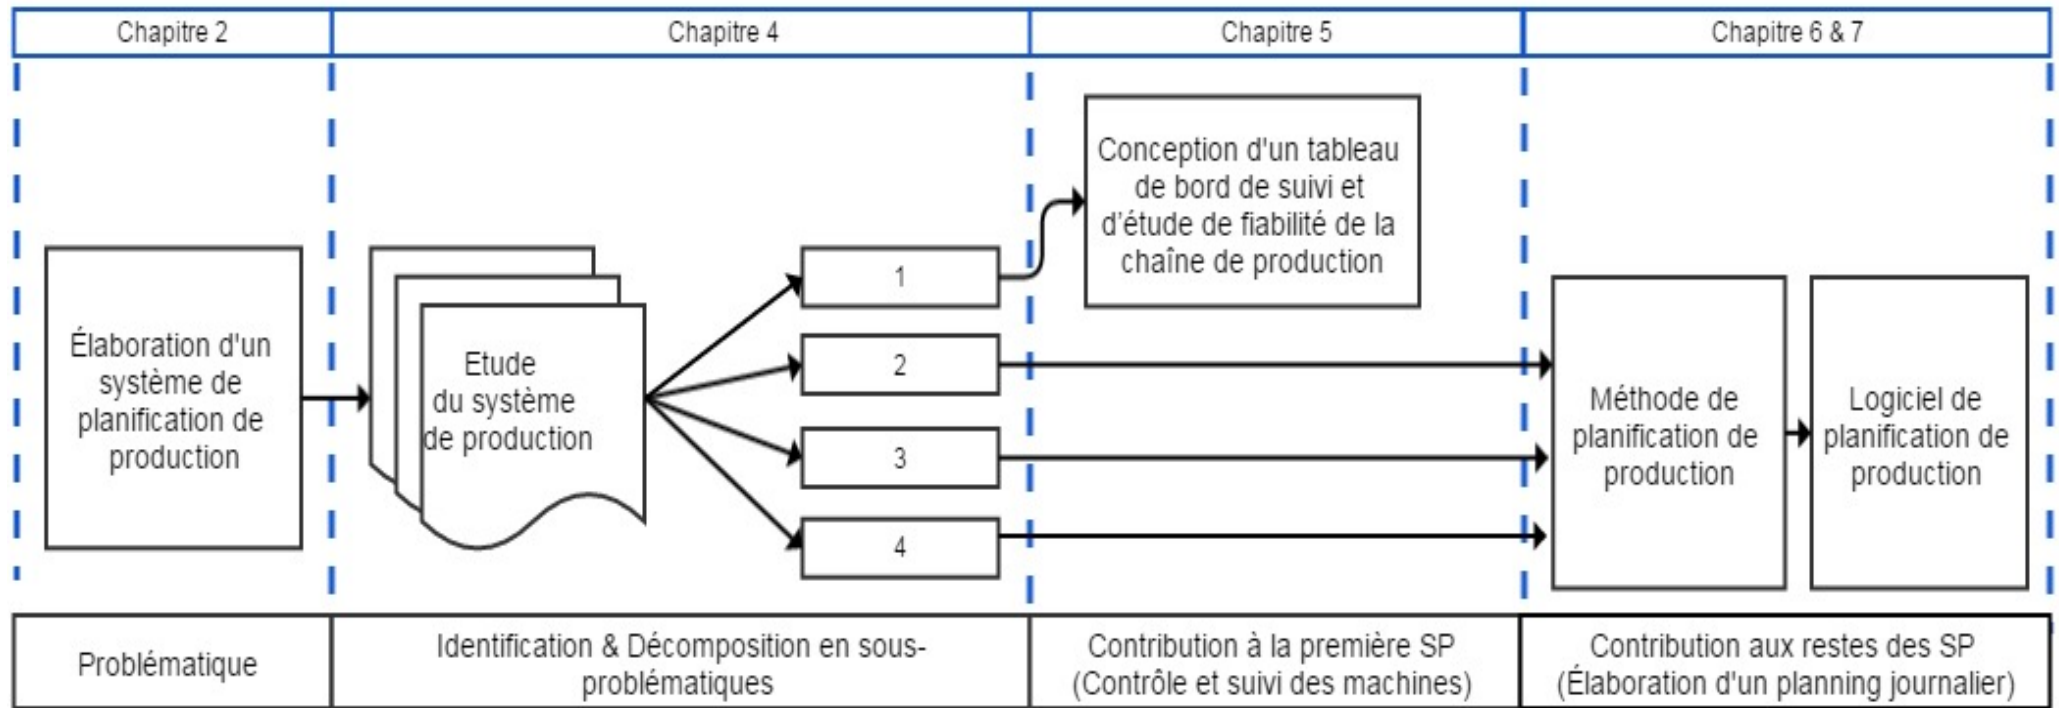 Chapitre 2
Chapitre 4
Chapitre 5
Chapitre 6 & 7
Élaboration d'un
système de
planification de
production
Etude
du système
de production
1
2
3
4
Conception d'un tableau
de bord de suivi et
d'étude de fiabilité de la
chaîne de production
Méthode de
planification de
production
Logiciel de
planification de
production
Problématique
Identification & Décomposition en sous-
problématiques
Contribution à la première SP
(Contrôle et suivi des machines)
Contribution aux restes des SP
(Élaboration d'un planning journalier)